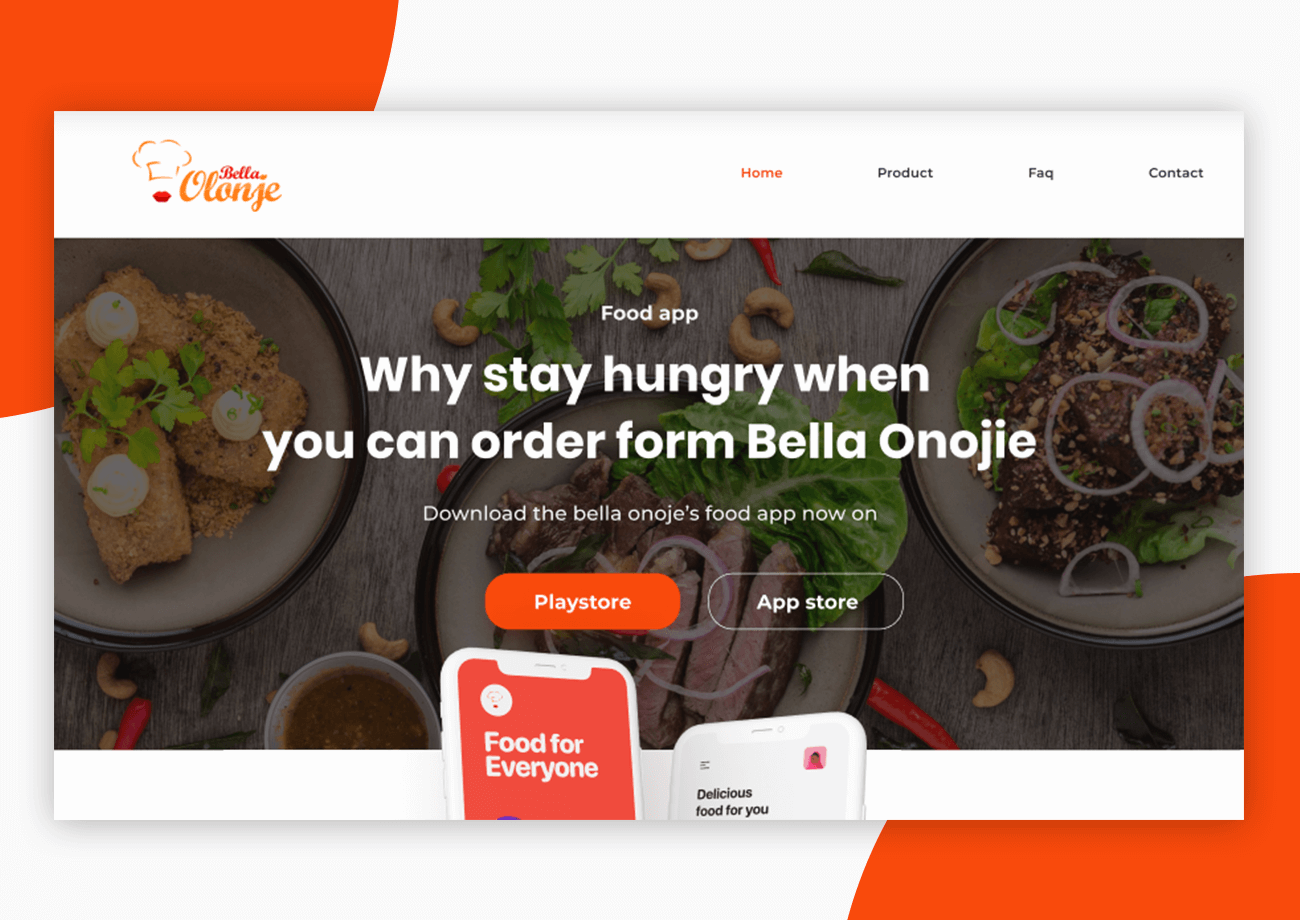 Bella
Olonje
Home Product Faq Contact
Food app
Why stay hungry when
you can order form Bella Onojie
Download the bella onoje's food app now on
Playstore App store
Food for
Everyone
Delicious
food for you